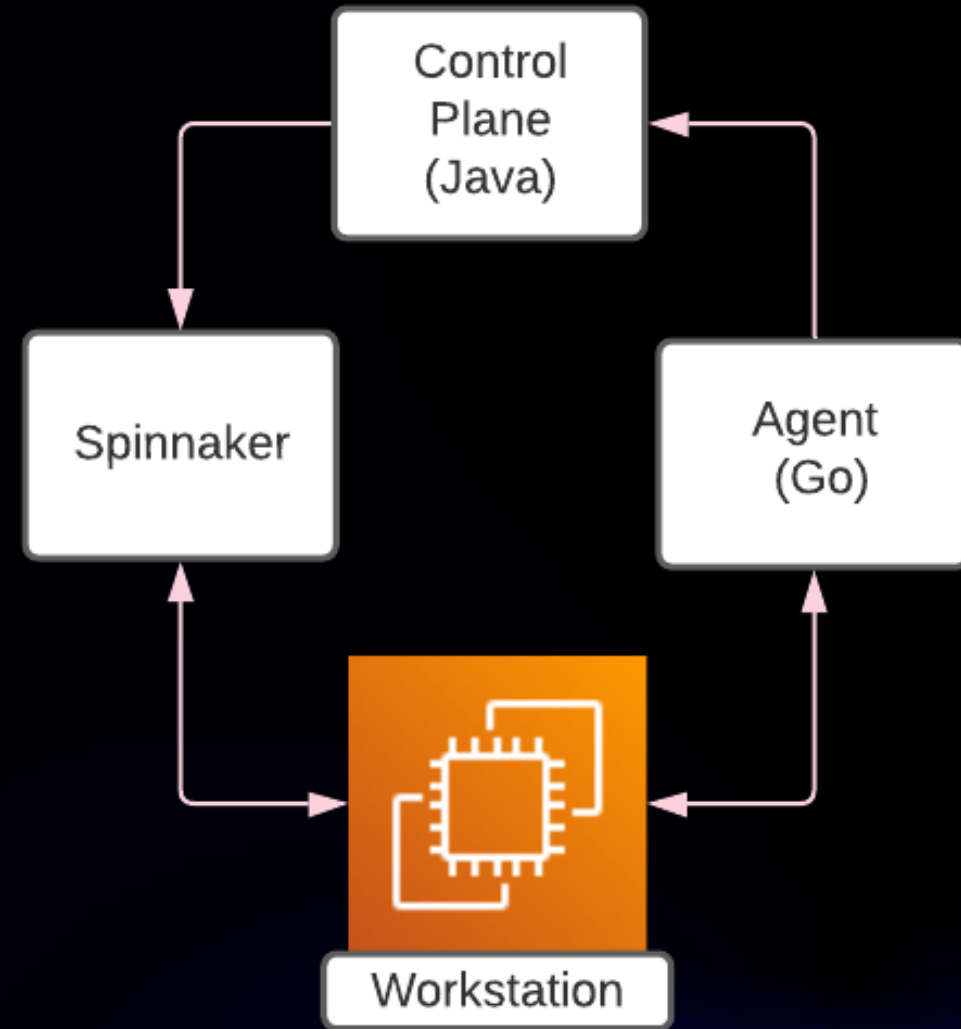 Control
Plane
(Java)
Spinnaker
Agent
(Go)
Workstation